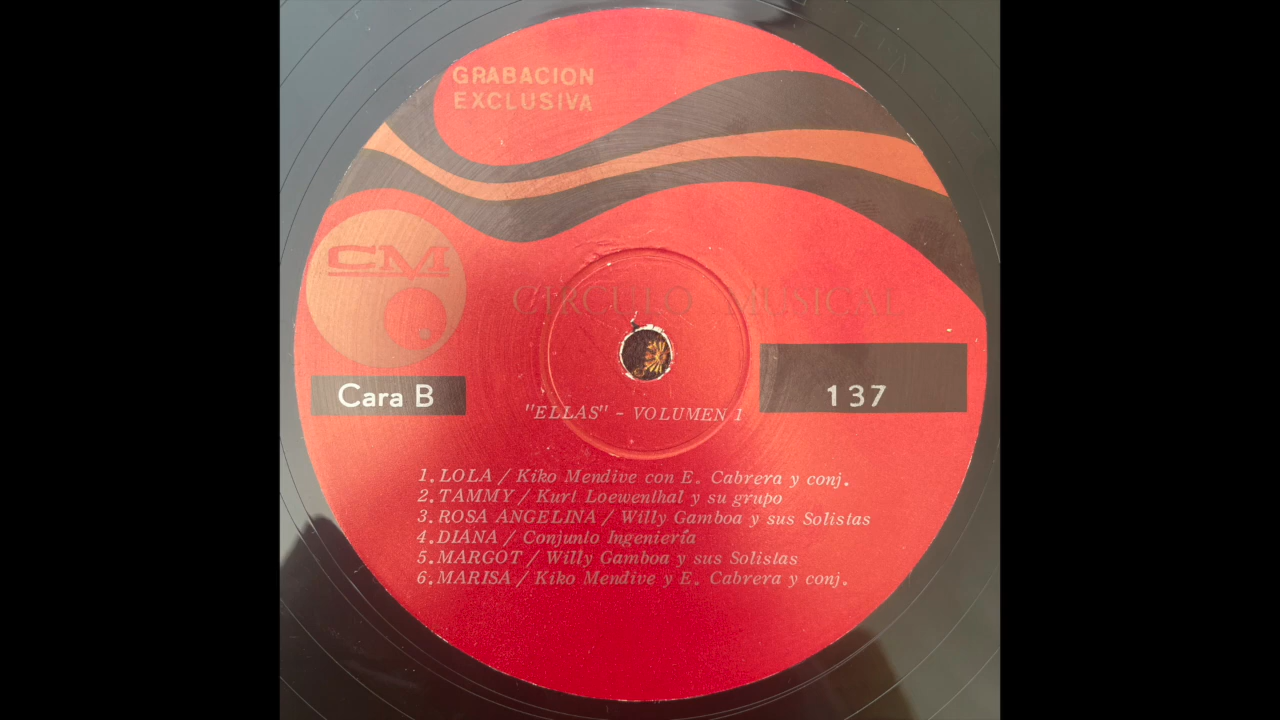 GRABACION
EXCLUSIVA
CM
CIRCULO MUSICAL
Cara B
137
"ELLAS" - VOLUMEN 1
1. LOLA / Kiko Mendive con E. Cabrera y conj.
2. TAMMY / Kurt Loewenthal y su grupo
3. ROSA ANGELINA / Willy Gamboa y sus Solistas
4. DIANA / Conjunto Ingeniería
5. MARGOT / Willy Gamboa y sus Solistas
6. MARISA / Kiko Mendive y E. Cabrera y conj.